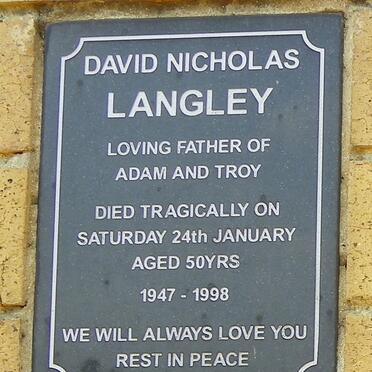 DAVID NICHOLAS
LANGLEY
LOVING FATHER OF
ADAM AND TROY
DIED TRAGICALLY ON
SATURDAY 24th JANUARY
AGED 50YRS
1947 - 1998
WE WILL ALWAYS LOVE YOU
REST IN PEACE